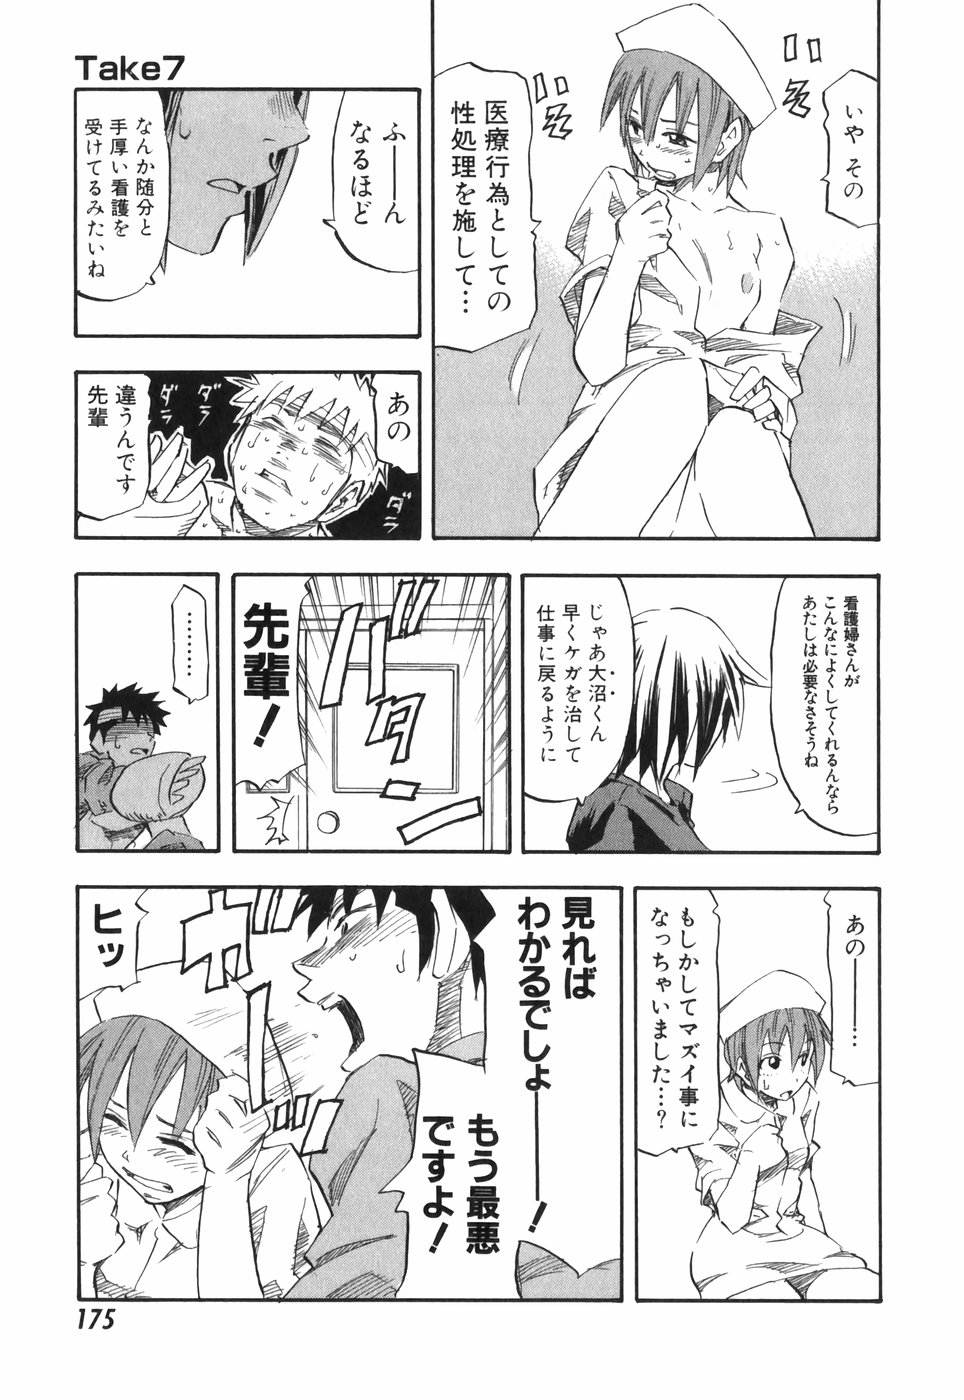 Take7
いや その
医療行為としての
性処理を施して…
ふ――ん
なるほど
なんか随分と
手厚い看護を
受けてるみたいね
あの
違うんです
先輩
ダラ
ダラ
ダラ
看護婦さんが
こんなによくしてくれるんなら
あたしは必要なさそうね
じゃあ大沼くん
早くケガを治して
仕事に戻るように
バタン
先輩!
………
あの――…
もしかしてマズイ事に
なっちゃいました…?
見れば
わかるでしょ――――!
もう最悪
ですよ!
ヒッ
175